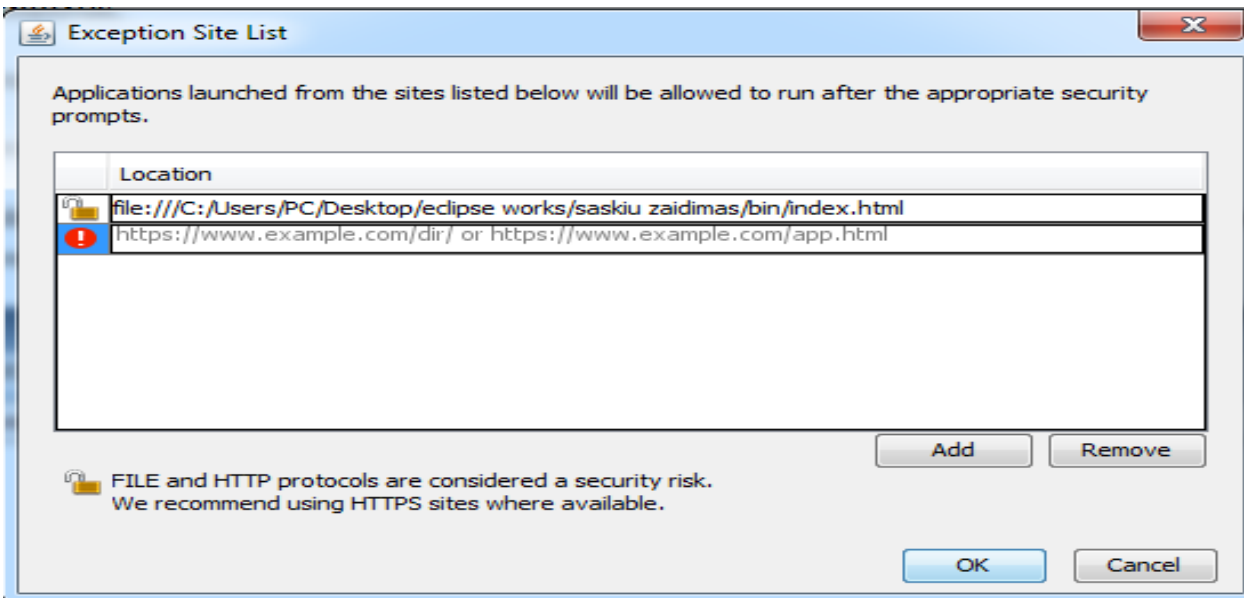 Exception Site List
Applications launched from the sites listed below will be allowed to run after the appropriate security
prompts.
Location
file:///C:/Users/PC/Desktop/eclipse works/saskiu zaidimas/bin/index.html
https://www.example.com/dir/ or https://www.example.com/app.html
Add
Remove
FILE and HTTP protocols are considered a security risk.
We recommend using HTTPS sites where available.
OK
Cancel